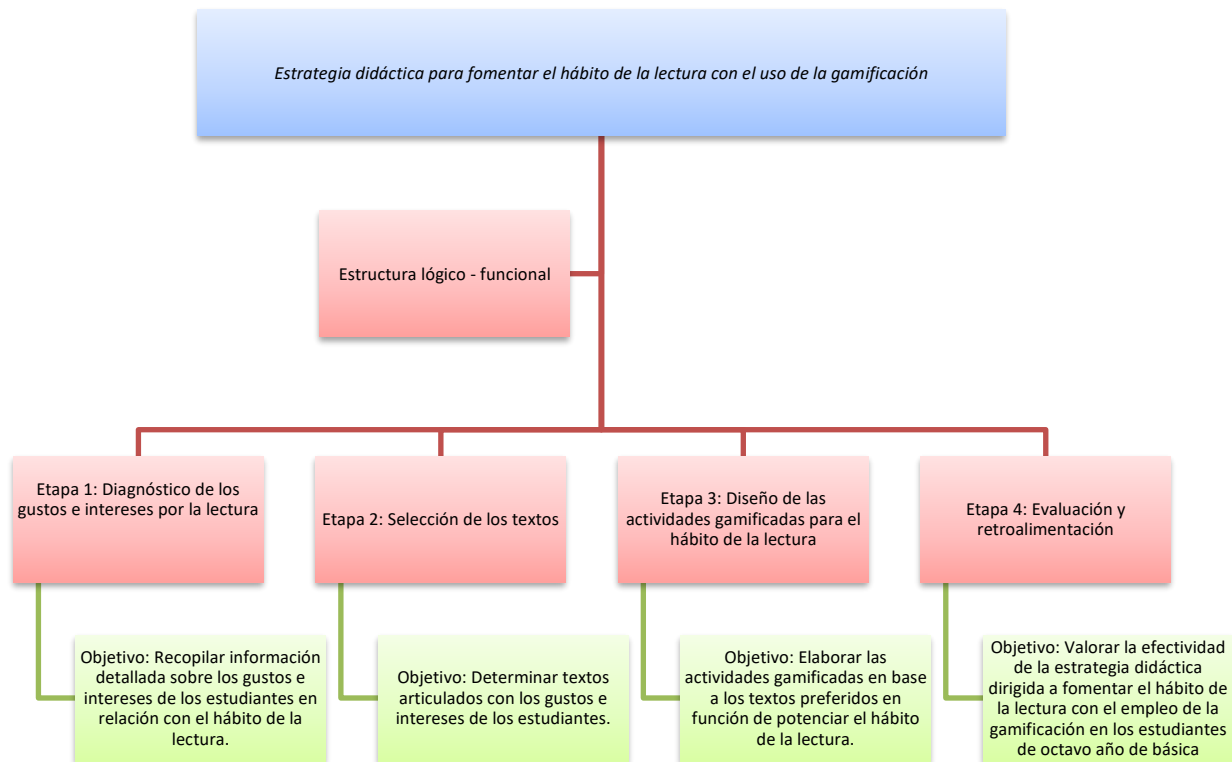 Estrategia didáctica para fomentar el hábito de la lectura con el uso de la gamificación
Estructura lógico - funcional
Etapa 1: Diagnóstico de los
gustos e intereses por la lectura
Objetivo: Recopilar información
detallada sobre los gustos e
intereses de los estudiantes en
relación con el hábito de la
lectura.
Etapa 2: Selección de los textos
Objetivo: Determinar textos
articulados con los gustos e
intereses de los estudiantes.
Etapa 3: Diseño de las
actividades gamificadas para el
hábito de la lectura
Objetivo: Elaborar las
actividades gamificadas en base
a los textos preferidos en
función de potenciar el hábito
de la lectura.
Etapa 4: Evaluación y
retroalimentación
Objetivo: Valorar la efectividad
de la estrategia didáctica
dirigida a fomentar el hábito de
la lectura con el empleo de la
gamificación en los estudiantes
de octavo año de básica